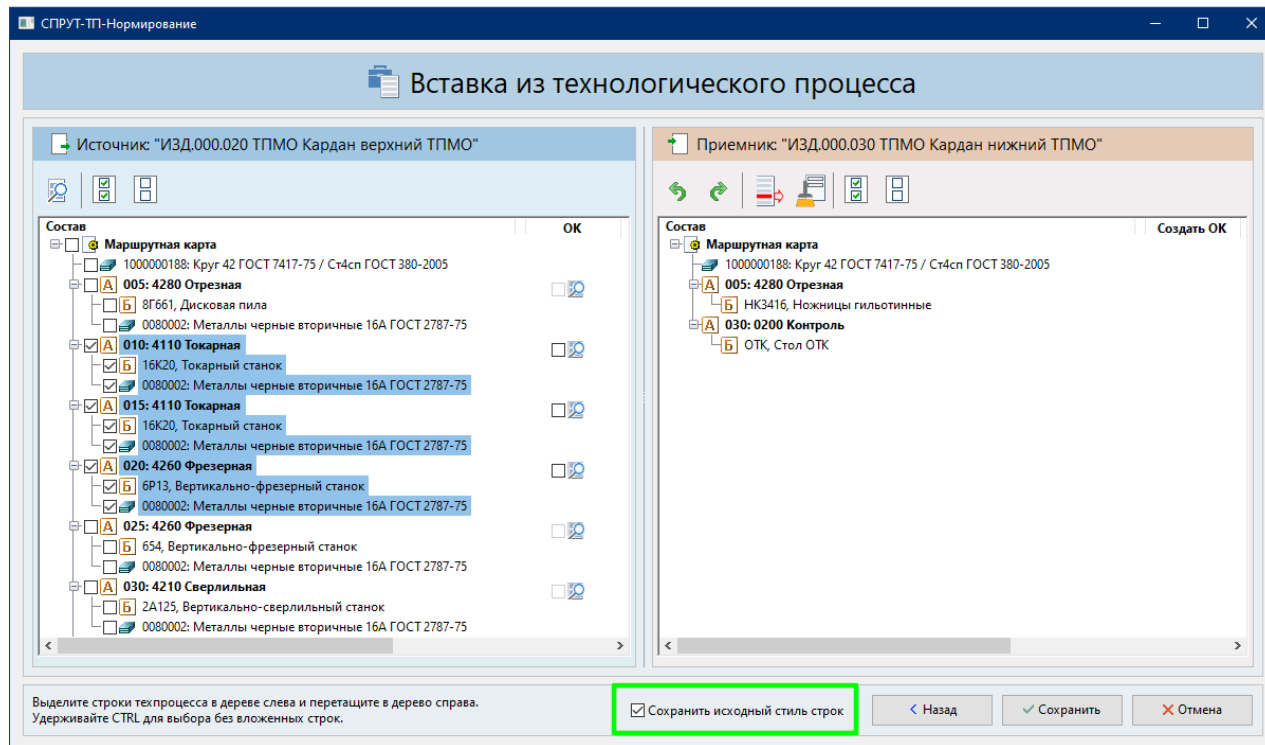 СПРУТ-ТП-Нормирование
Вставка из технологического процесса
Источник: "ИЗД.000.020 ТПМО Кардан верхний ТПМО"
Состав
ОК
Маршрутная карта
1000000188: Круг 42 ГОСТ 7417-75 / Ст4сп ГОСТ 380-2005
А 005: 4280 Отрезная
Б 8Г661, Дисковая пила
0080002: Металлы черные вторичные 16А ГОСТ 2787-75
А 010: 4110 Токарная
Б 16К20, Токарный станок
0080002: Металлы черные вторичные 16А ГОСТ 2787-75
А 015: 4110 Токарная
Б 16К20, Токарный станок
0080002: Металлы черные вторичные 16А ГОСТ 2787-75
А 020: 4260 Фрезерная
Б 6Р13, Вертикально-фрезерный станок
0080002: Металлы черные вторичные 16А ГОСТ 2787-75
А 025: 4260 Фрезерная
Б 654, Вертикально-фрезерный станок
0080002: Металлы черные вторичные 16А ГОСТ 2787-75
А 030: 4210 Сверлильная
Б 2А125, Вертикально-сверлильный станок
0080002: Металлы черные вторичные 16А ГОСТ 2787-75
Приемник: "ИЗД.000.030 ТПМО Кардан нижний ТПМО"
Состав
Создать ОК
Маршрутная карта
1000000188: Круг 42 ГОСТ 7417-75 / Ст4сп ГОСТ 380-2005
А 005: 4280 Отрезная
Б НК3416, Ножницы гильотинные
А 030: 0200 Контроль
Б ОТК, Стол ОТК
Выделите строки техпроцесса в дереве слева и перетащите в дерево справа.
Удерживайте CTRL для выбора без вложенных строк.
Сохранить исходный стиль строк
Назад
Сохранить
Отмена